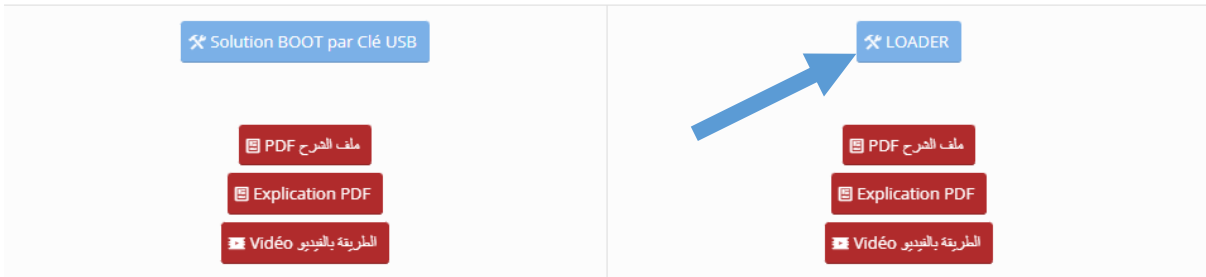 Solution BOOT par Clé USB
LOADER
ملف الشرح PDF
ملف الشرح PDF
Explication PDF
Explication PDF
الطريقة بالفيديو Vidéo
الطريقة بالفيديو Vidéo